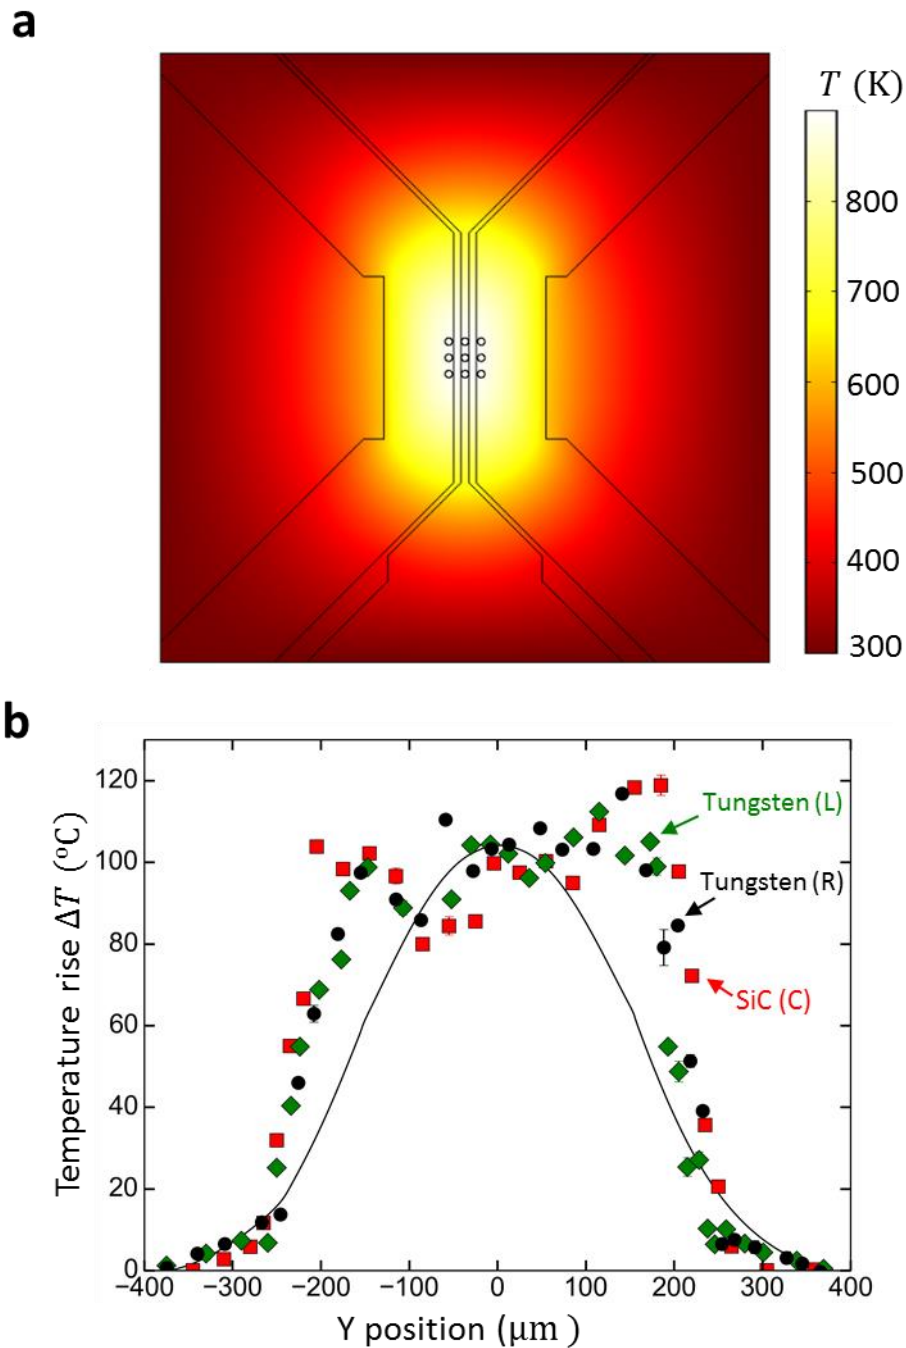 a
T (K)
800
700
600
500
400
300
b
Temperature rise ΔT (°C)
120
100
80
60
40
20
0
Tungsten (L)
Tungsten (R)
SiC (C)
−400 −300 −200 −100 0 100 200 300 400
Y position (μm )